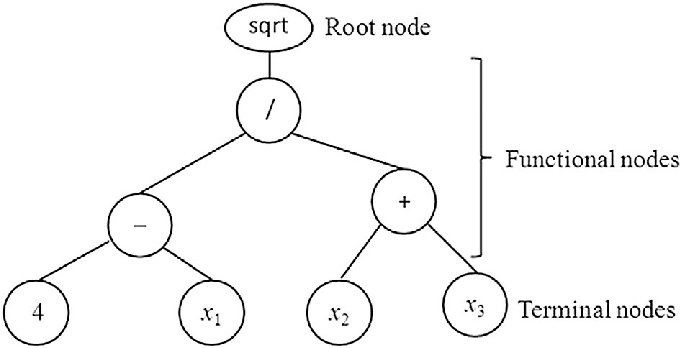 sqrt Root node
/
Functional nodes
+
−
4 x₁ x₂ x₃ Terminal nodes